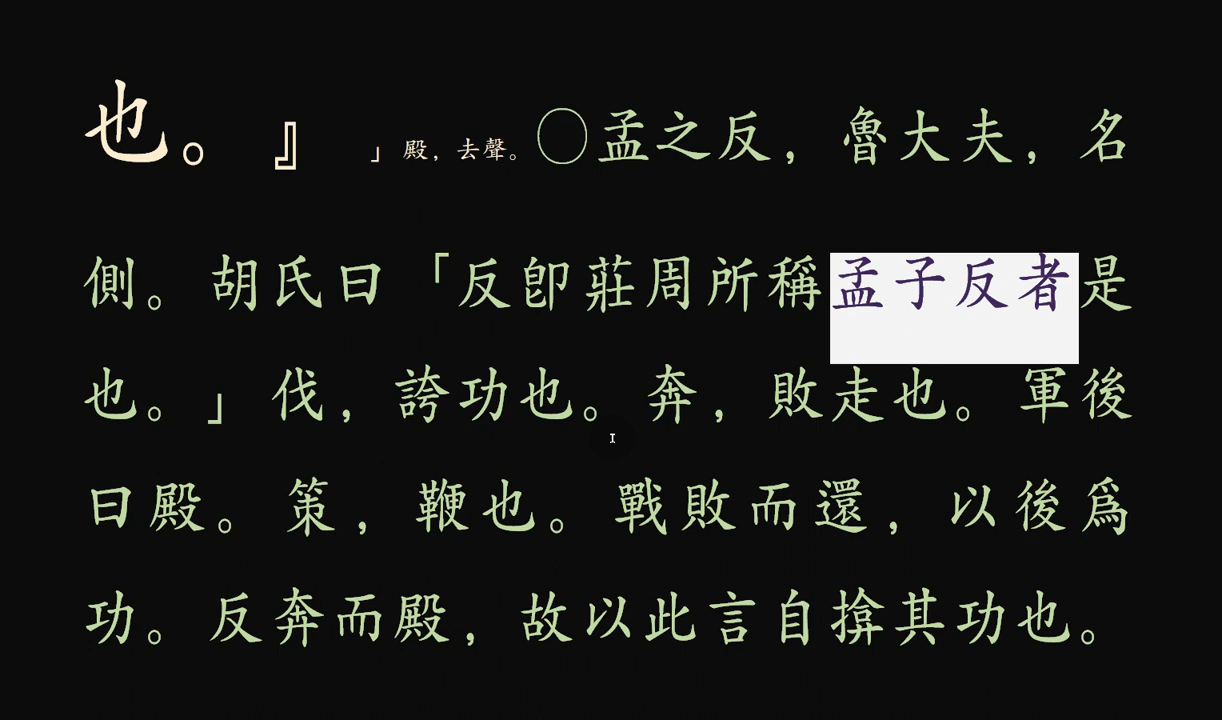 也。』」殿，去聲。○孟之反，魯大夫，名
側。胡氏曰「反卽莊周所稱孟子反者是
也。」伐，誇功也。奔，敗走也。軍後
曰殿。策，鞭也。戰敗而還，以後爲
功。反奔而殿，故以此言自揜其功也。